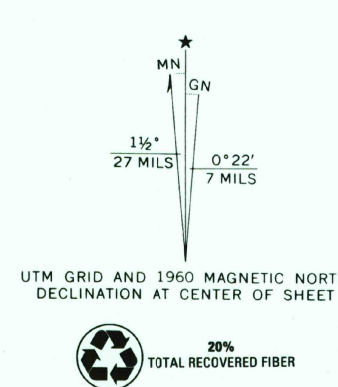 MN
GN
1½°
27 MILS
0°22′
7 MILS
UTM GRID AND 1960 MAGNETIC NORT
DECLINATION AT CENTER OF SHEET
20%
TOTAL RECOVERED FIBER